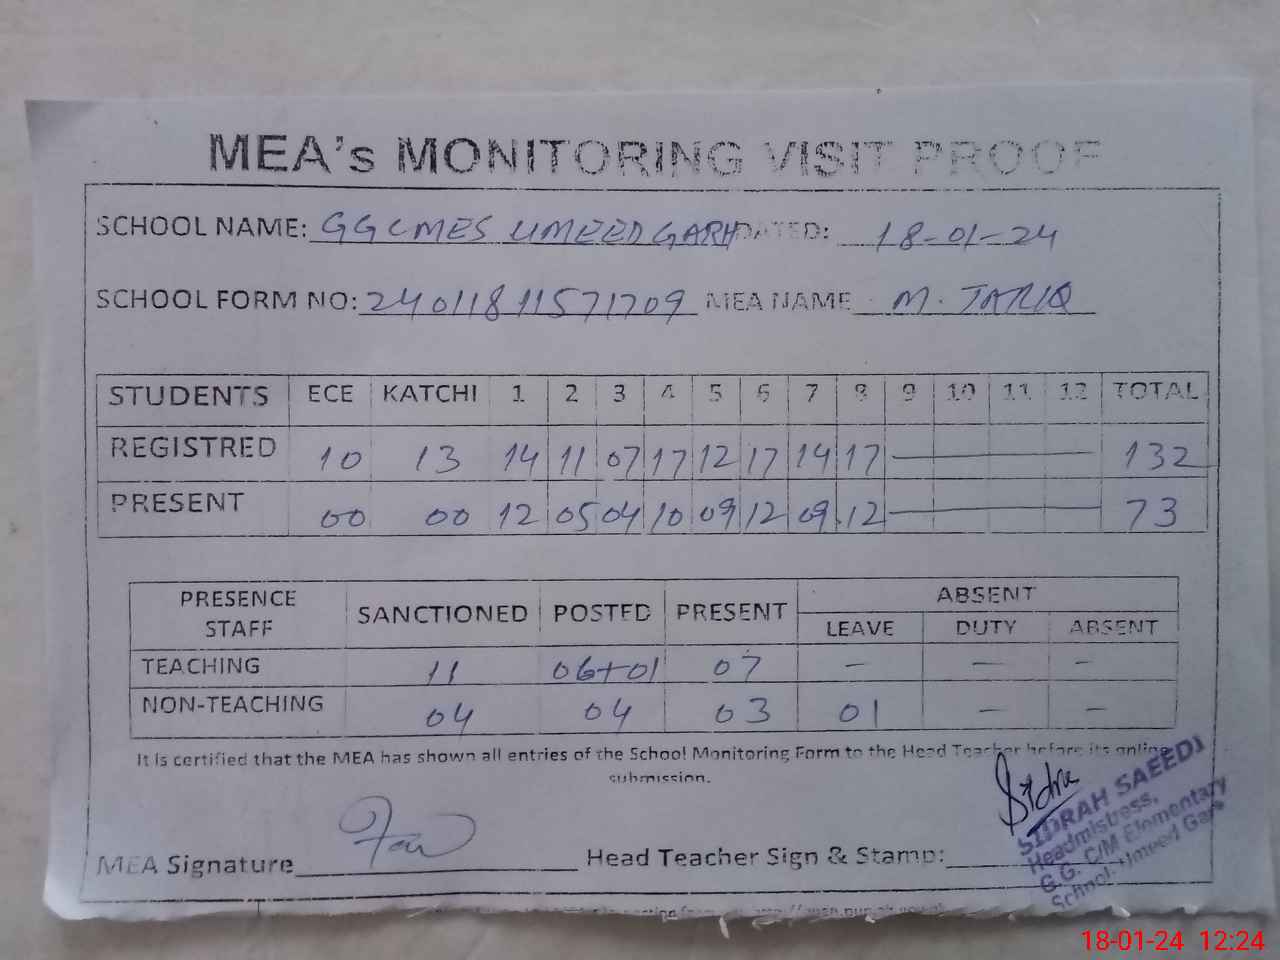 MEA's MONITORING VISIT PROOF
SCHOOL NAME: GGCMES UMEED GARH DATED: 18-01-24
SCHOOL FORM NO: 24011811571709 MEA NAME M. TARIQ
STUDENTS ECE KATCHI 1 2 3 4 5 6 7 8 9 10 11 12 TOTAL
REGISTRED 10 13 14 11 07 17 12 17 14 17 132
PRESENT 00 00 12 05 04 10 09 12 09 12 73
PRESENCE STAFF SANCTIONED POSTED PRESENT ABSENT
LEAVE DUTY ABSENT
TEACHING 11 06+01 07 - - -
NON-TEACHING 04 04 03 01 - -
It is certified that the MEA has shown all entries of the School Monitoring Form to the Head Teacher before its online
submission.
MEA Signature Head Teacher Sign & Stamp:
Sidra
SIDRAH SAEEDI
Headmistress,
G.G. C/M Elementary
School. Umeed Garh
18-01-24 12:24